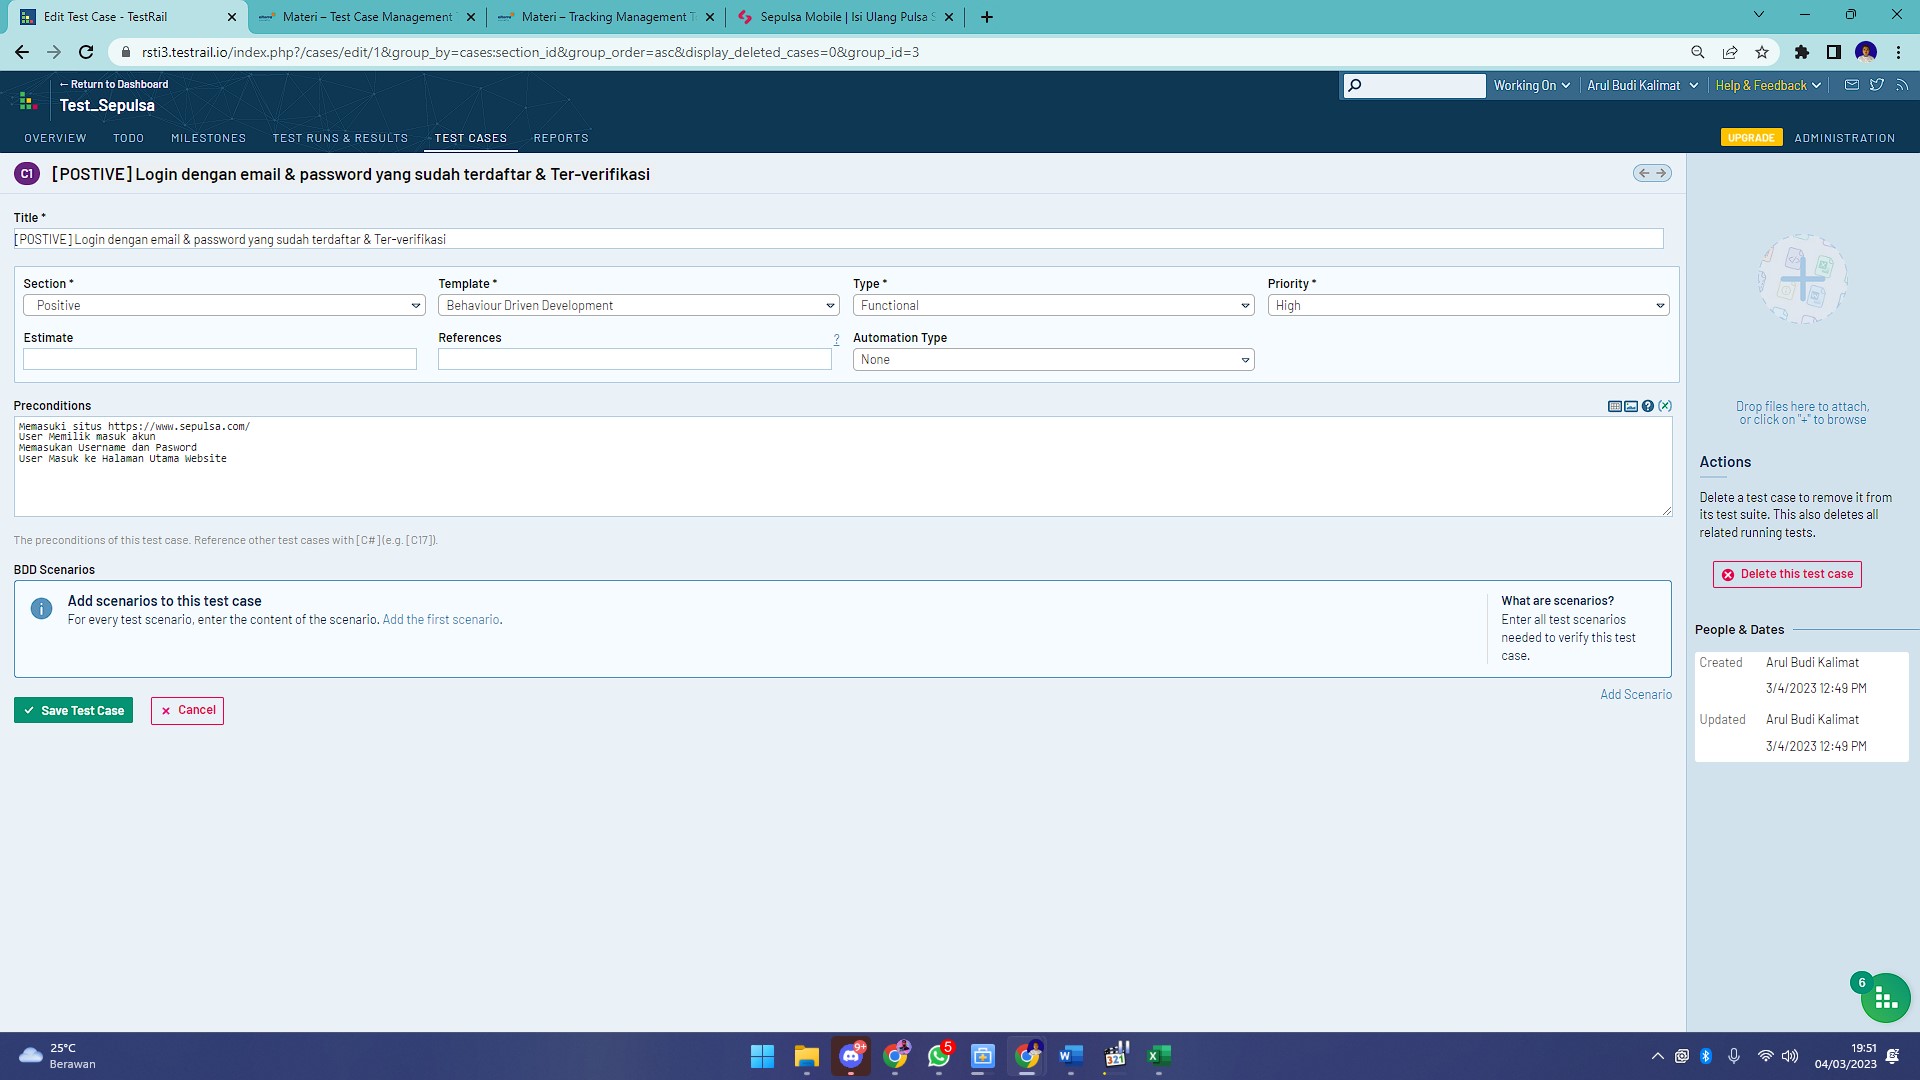 Edit Test Case - TestRail
Materi – Test Case Management
Materi – Tracking Management T
Sepulsa Mobile | Isi Ulang Pulsa S
rsti3.testrail.io/index.php?/cases/edit/1&group_by=cases:section_id&group_order=asc&display_deleted_cases=0&group_id=3
← Return to Dashboard
Test_Sepulsa
Working On
Arul Budi Kalimat
Help & Feedback
OVERVIEW
TODO
MILESTONES
TEST RUNS & RESULTS
TEST CASES
REPORTS
UPGRADE
ADMINISTRATION
C1
[POSTIVE] Login dengan email & password yang sudah terdaftar & Ter-verifikasi
Title *
[POSTIVE] Login dengan email & password yang sudah terdaftar & Ter-verifikasi
Section *
Template *
Type *
Priority *
Positive
Behaviour Driven Development
Functional
High
Estimate
References
?
Automation Type
None
Preconditions
Memasuki situs https://www.sepulsa.com/
User Memilik masuk akun
Memasukan Username dan Pasword
User Masuk ke Halaman Utama Website
The preconditions of this test case. Reference other test cases with [C#] (e.g. [C17]).
BDD Scenarios
Add scenarios to this test case
For every test scenario, enter the content of the scenario. Add the first scenario.
What are scenarios?
Enter all test scenarios
needed to verify this test
case.
Add Scenario
Save Test Case
Cancel
Drop files here to attach,
or click on "+" to browse
Actions
Delete a test case to remove it from
its test suite. This also deletes all
related running tests.
Delete this test case
People & Dates
Created
Arul Budi Kalimat
3/4/2023 12:49 PM
Updated
Arul Budi Kalimat
3/4/2023 12:49 PM
6
25°C
Berawan
9+
5
321
19:51
04/03/2023